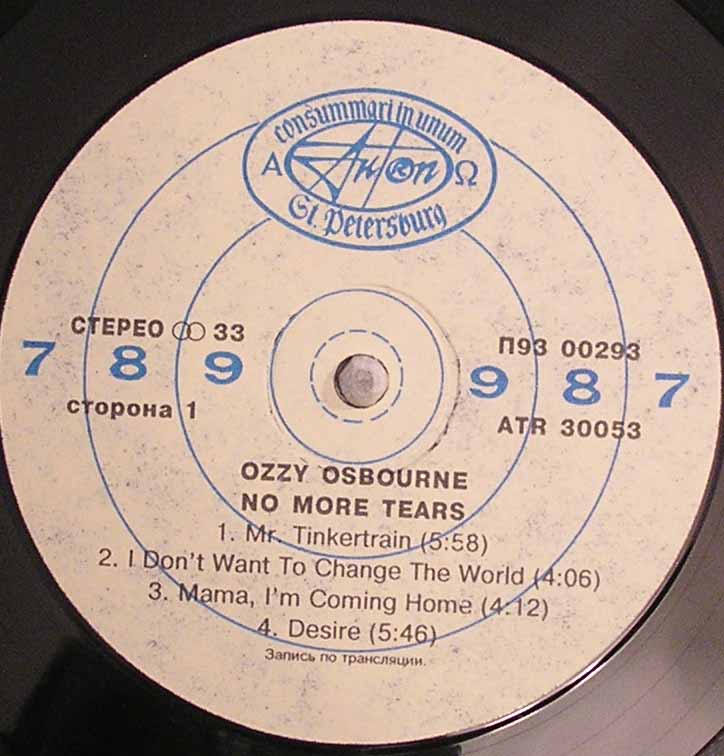 consummari in unum
Α AnTроп Ω
St. Petersburg
СТЕРЕО 33
П93 00293
7 8 9
9 8 7
сторона 1
ATR 30053
OZZY OSBOURNE
NO MORE TEARS
1. Mr. Tinkertrain (5:58)
2. I Don't Want To Change The World (4:06)
3. Mama, I'm Coming Home (4:12)
4. Desire (5:46)
Запись по трансляции.